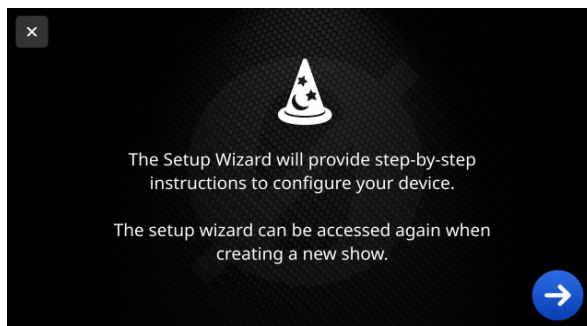 The Setup Wizard will provide step-by-step
instructions to configure your device.
The setup wizard can be accessed again when
creating a new show.